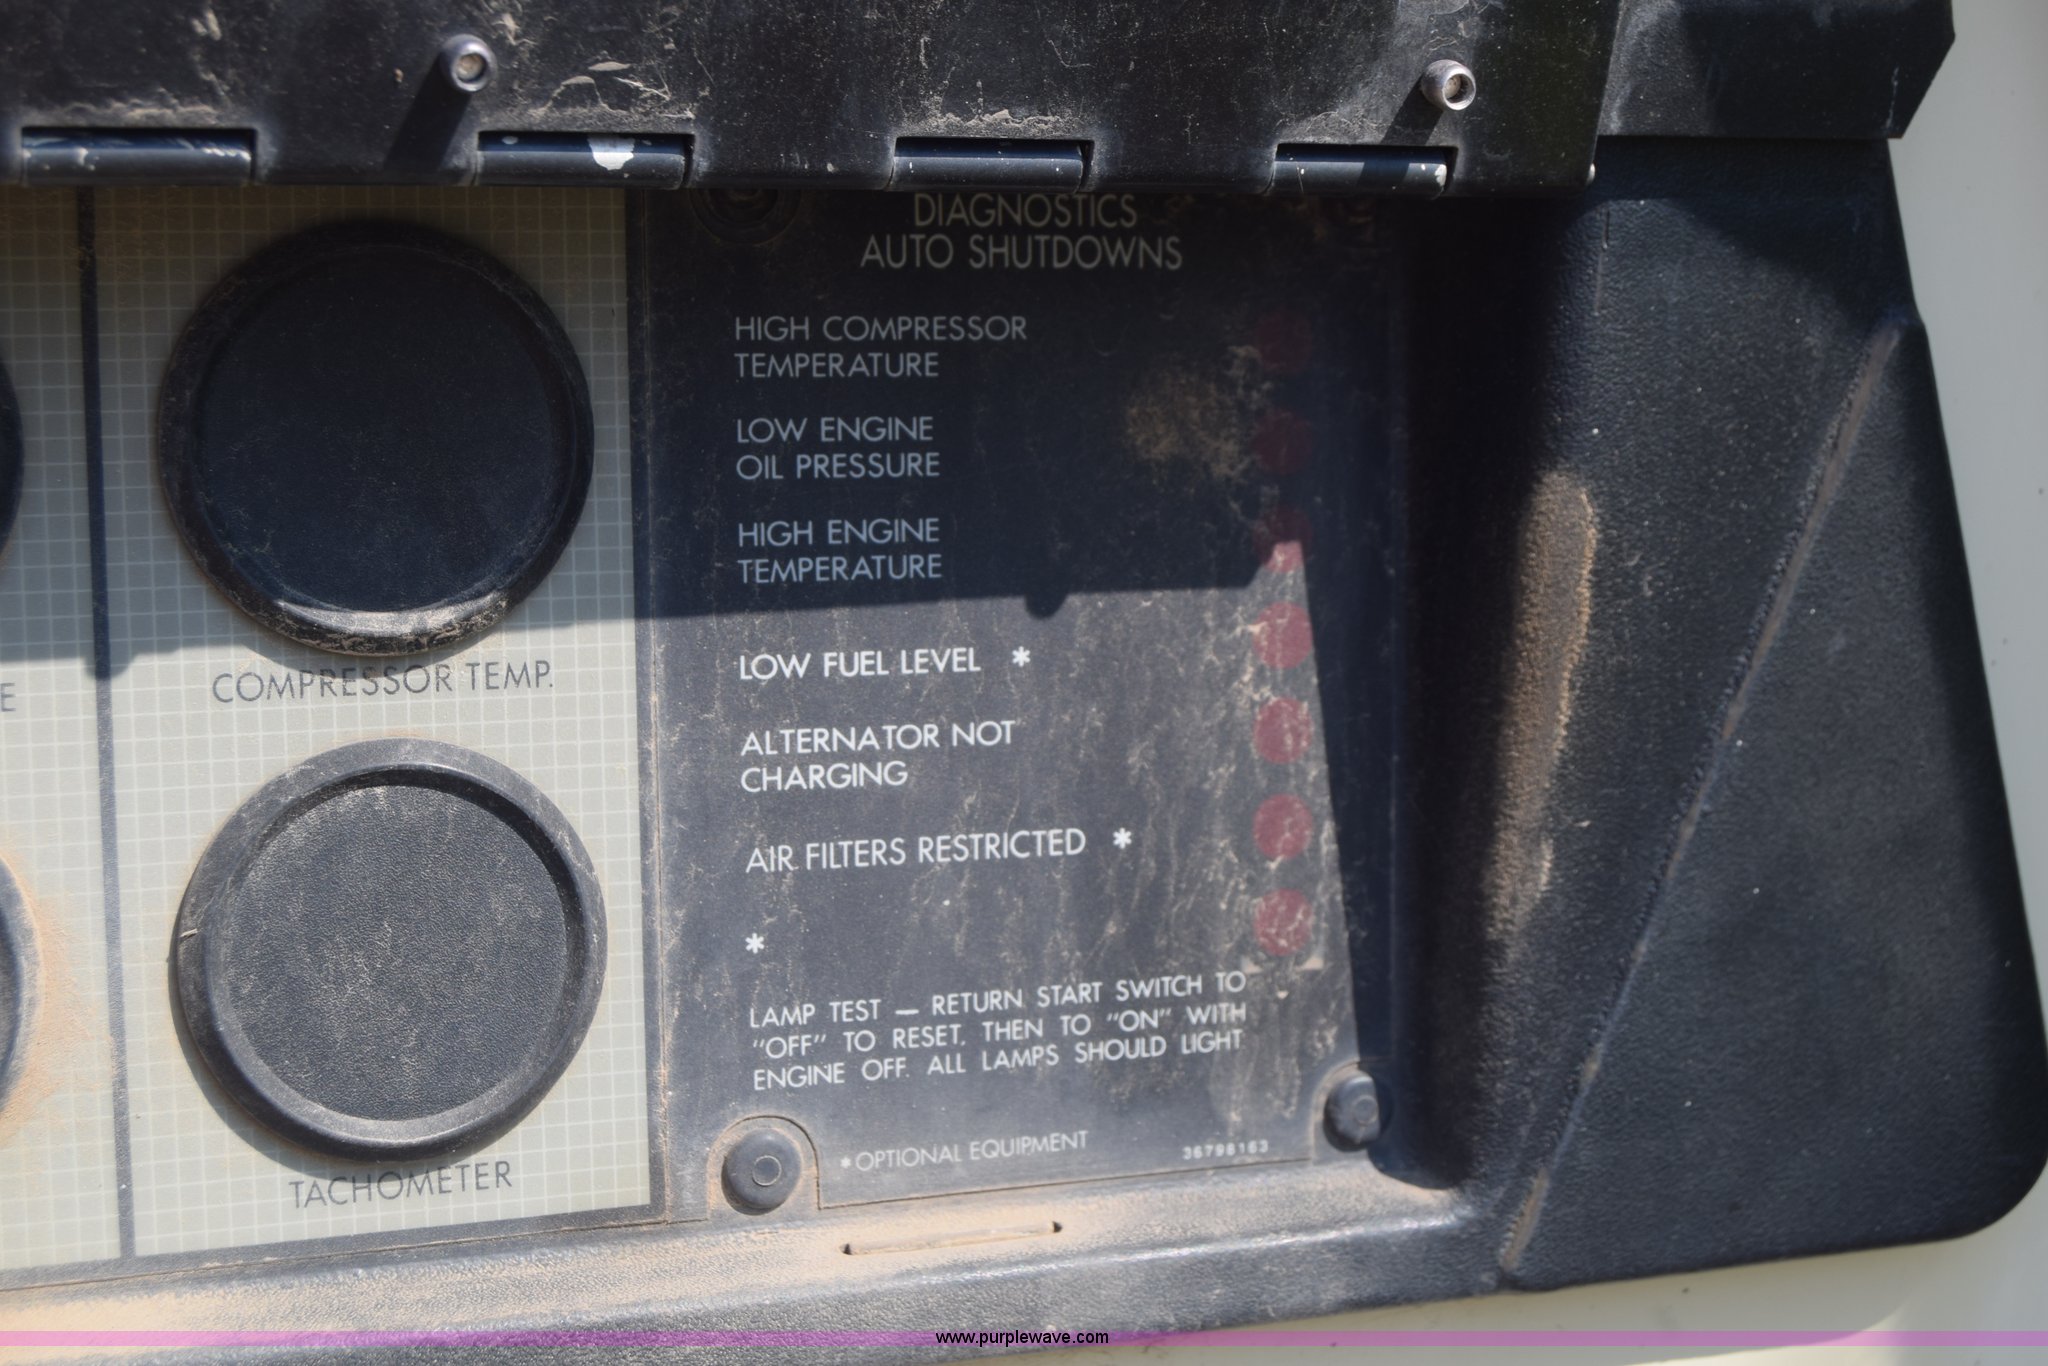 DIAGNOSTICS
AUTO SHUTDOWNS
HIGH COMPRESSOR
TEMPERATURE
LOW ENGINE
OIL PRESSURE
HIGH ENGINE
TEMPERATURE
LOW FUEL LEVEL *
ALTERNATOR NOT
CHARGING
AIR FILTERS RESTRICTED *
*
LAMP TEST — RETURN START SWITCH TO
"OFF" TO RESET, THEN TO "ON" WITH
ENGINE OFF. ALL LAMPS SHOULD LIGHT
*OPTIONAL EQUIPMENT 36798163
E
COMPRESSOR TEMP.
TACHOMETER
www.purplewave.com